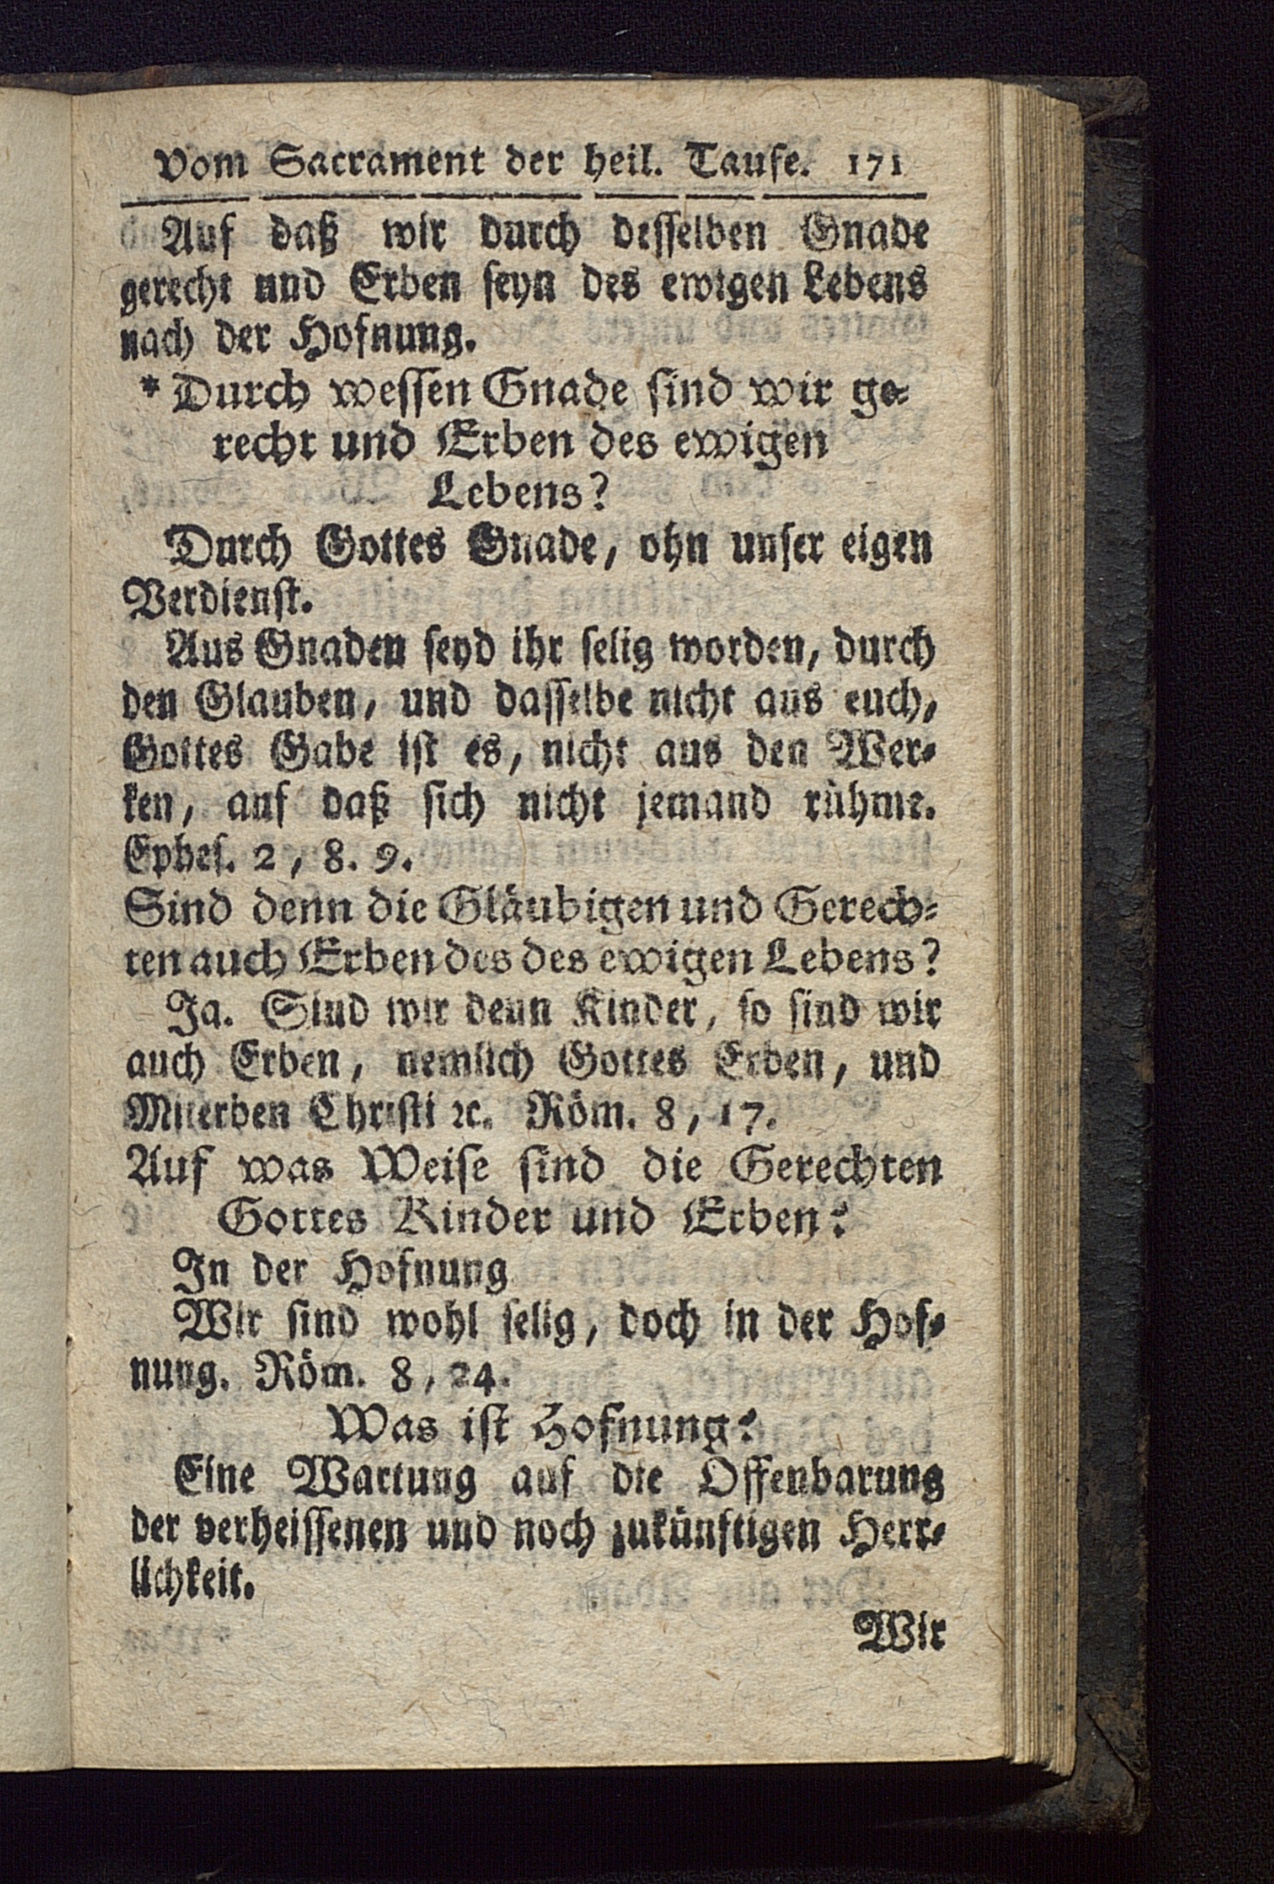 Vom Sacrament der heil. Taufe. 171
Auf daß wir durch desselben Gnade
gerecht und Erben seyn des ewigen Lebens
nach der Hofnung.
* Durch wessen Gnade sind wir ge-
recht und Erben des ewigen
Lebens?
Durch Gottes Gnade, ohn unser eigen
Verdienst.
Aus Gnaden seyd ihr selig worden, durch
den Glauben, und dasselbe nicht aus euch,
Gottes Gabe ist es, nicht aus den Wer-
ken, auf daß sich nicht jemand rühme.
Ephes. 2, 8. 9.
Sind denn die Gläubigen und Gerech-
ten auch Erben des des ewigen Lebens?
Ja. Sind wir denn Kinder, so sind wir
auch Erben, nemlich Gottes Erben, und
Miterben Christi ꝛc. Röm. 8, 17.
Auf was Weise sind die Gerechten
Gottes Kinder und Erben?
In der Hofnung
Wir sind wohl selig, doch in der Hof-
nung. Röm. 8, 24.
Was ist Hofnung?
Eine Wartung auf die Offenbarung
der verheissenen und noch zukünftigen Herr-
lichkeit.
Wir